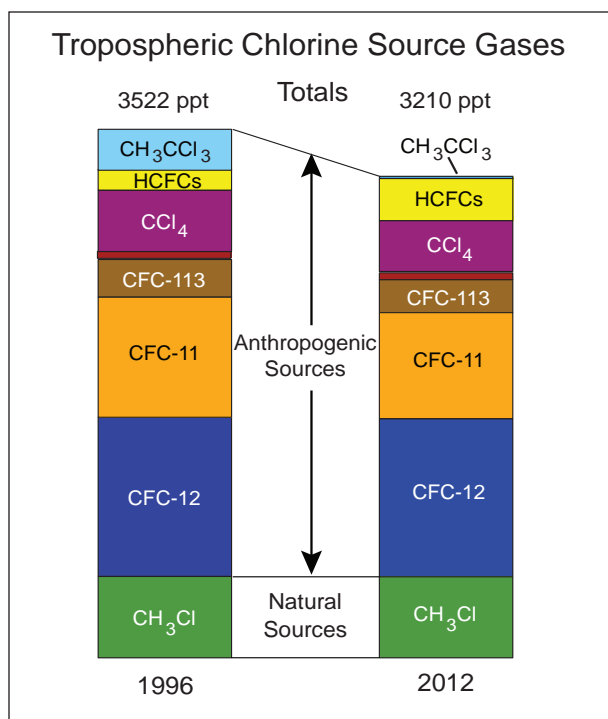 Tropospheric Chlorine Source Gases
3522 ppt
Totals
3210 ppt
CH₃CCl₃
HCFCs
CCl₄
CFC-113
CFC-11
CFC-12
CH₃Cl
1996
Anthropogenic
Sources
Natural
Sources
CH₃CCl₃
HCFCs
CCl₄
CFC-113
CFC-11
CFC-12
CH₃Cl
2012